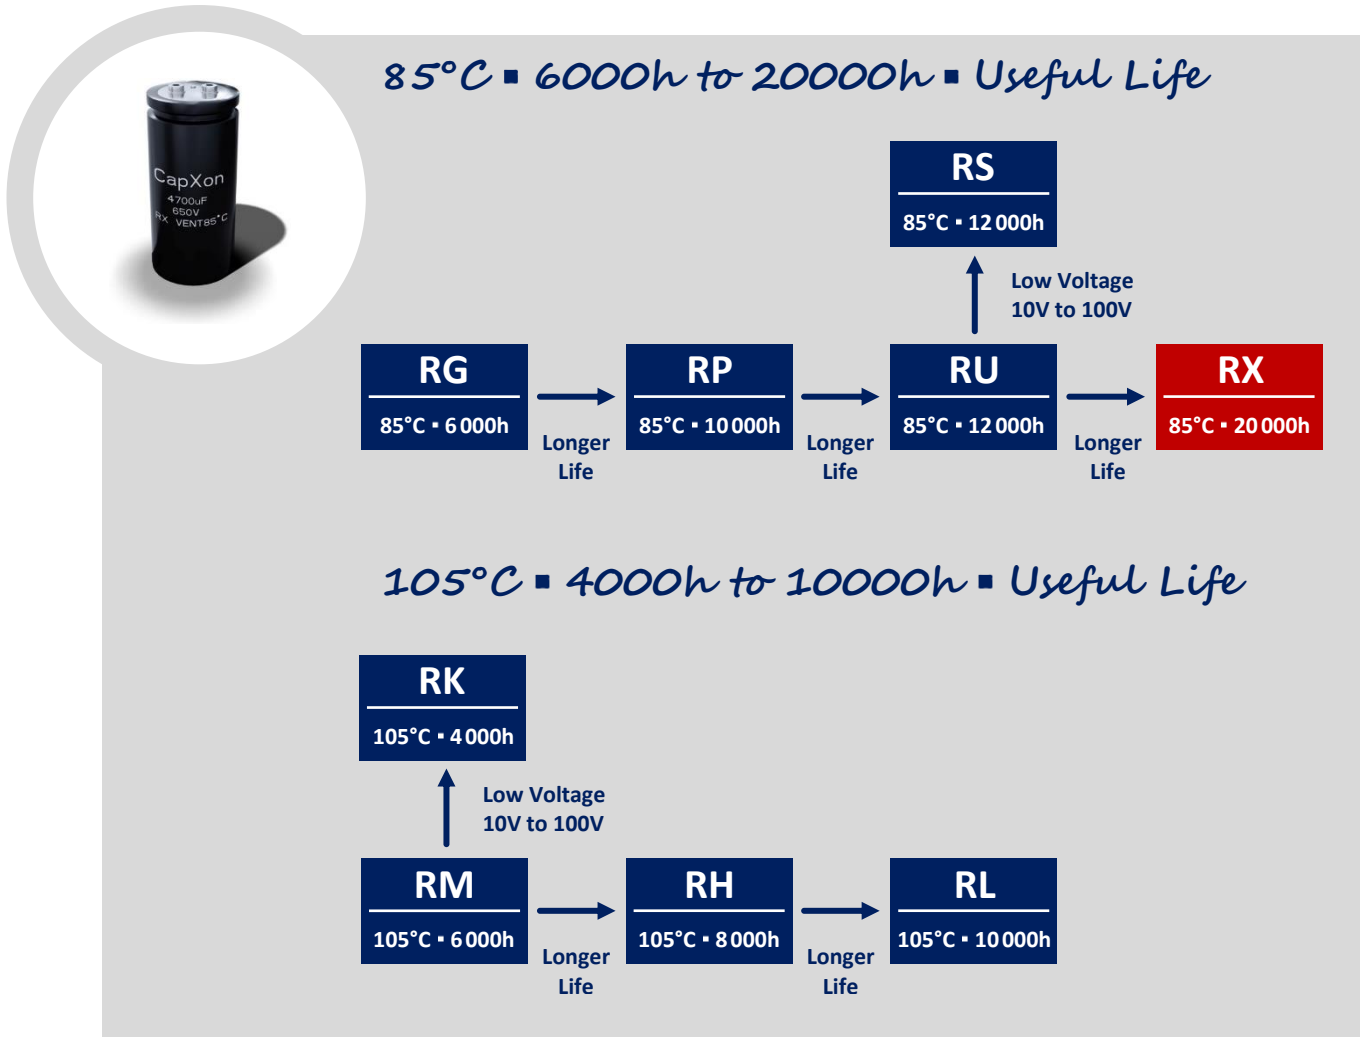 85°C ▪ 6000h to 20000h ▪ Useful Life
CapXon
4700uF
650V
RX VENT85°C
RS
85°C ▪ 12 000h
Low Voltage
10V to 100V
RG
85°C ▪ 6 000h
Longer
Life
RP
85°C ▪ 10 000h
Longer
Life
RU
85°C ▪ 12 000h
Longer
Life
RX
85°C ▪ 20 000h
105°C ▪ 4000h to 10000h ▪ Useful Life
RK
105°C ▪ 4 000h
Low Voltage
10V to 100V
RM
105°C ▪ 6 000h
Longer
Life
RH
105°C ▪ 8 000h
Longer
Life
RL
105°C ▪ 10 000h